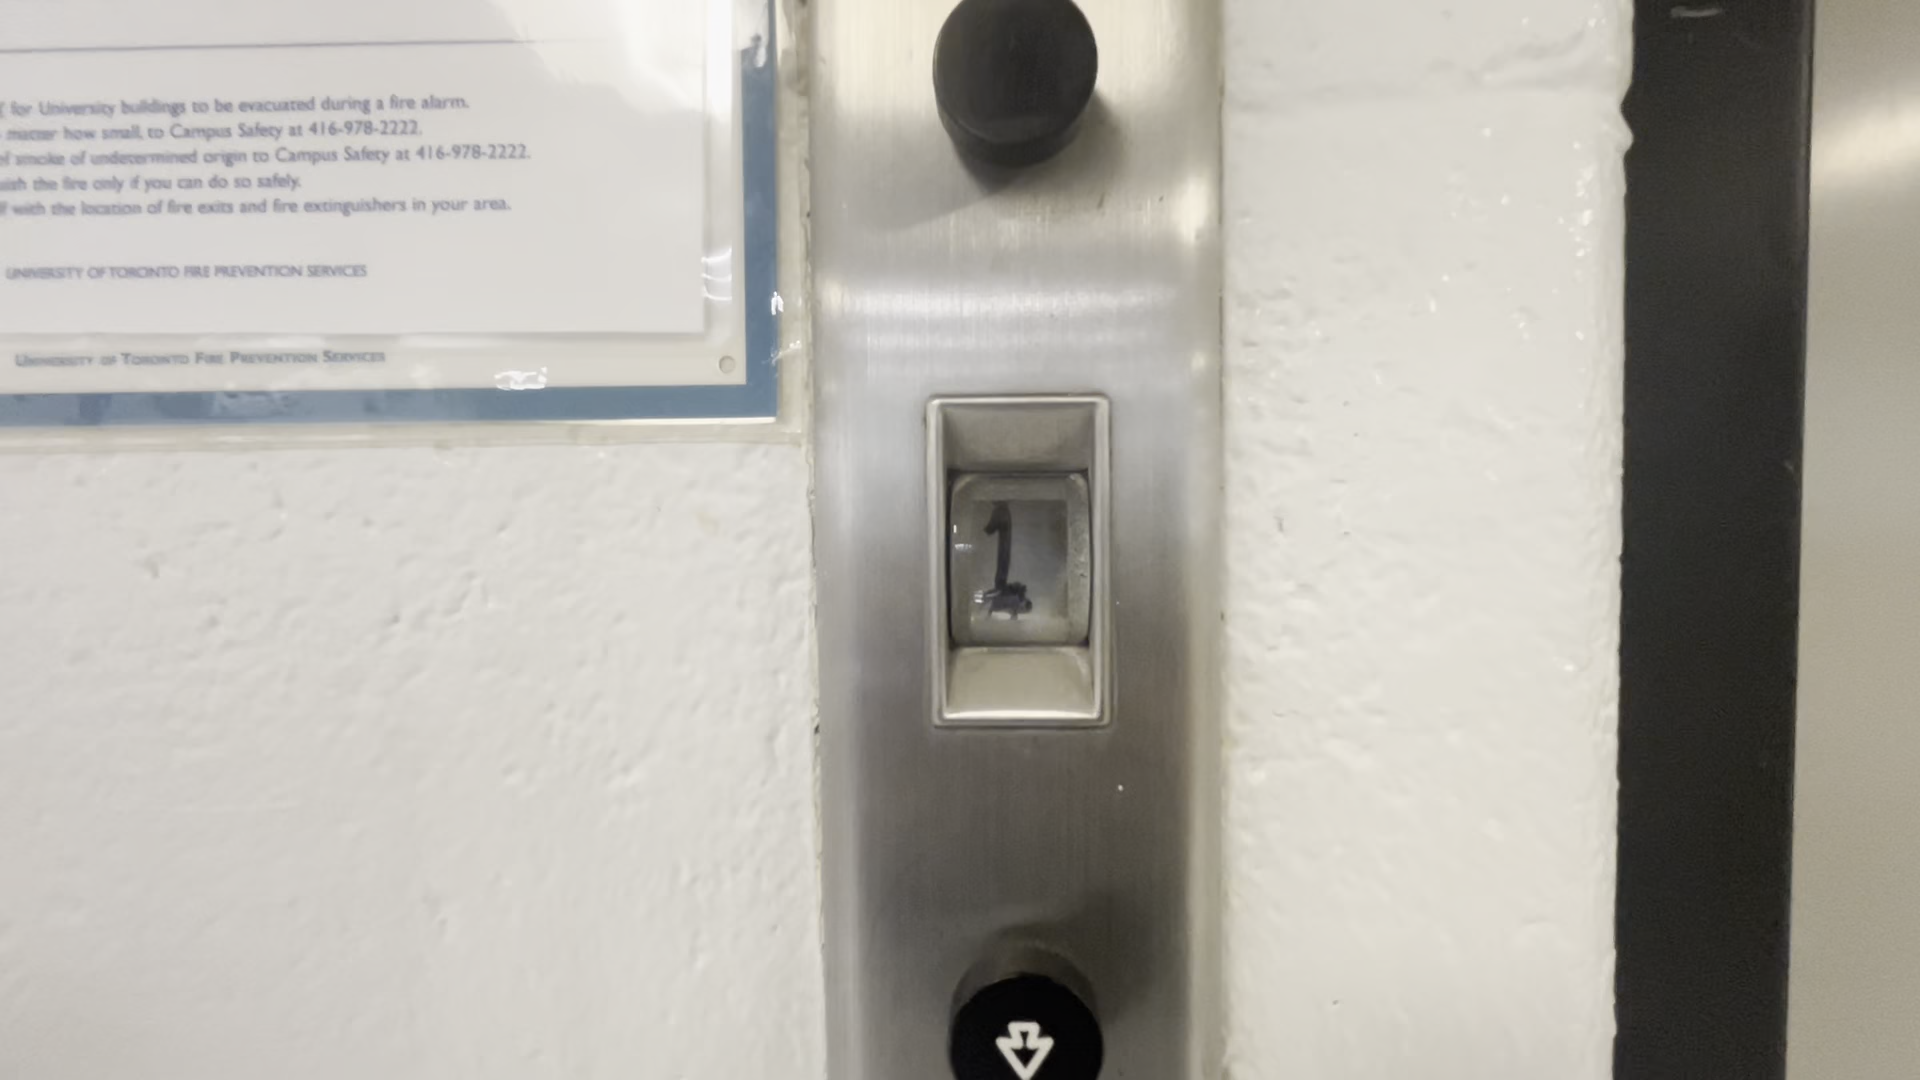 for University buildings to be evacuated during a fire alarm.
matter how small, to Campus Safety at 416-978-2222.
of smoke of undetermined origin to Campus Safety at 416-978-2222.
uish the fire only if you can do so safely.
lf with the location of fire exits and fire extinguishers in your area.
UNIVERSITY OF TORONTO FIRE PREVENTION SERVICES
UNIVERSITY OF TORONTO FIRE PREVENTION SERVICES
1